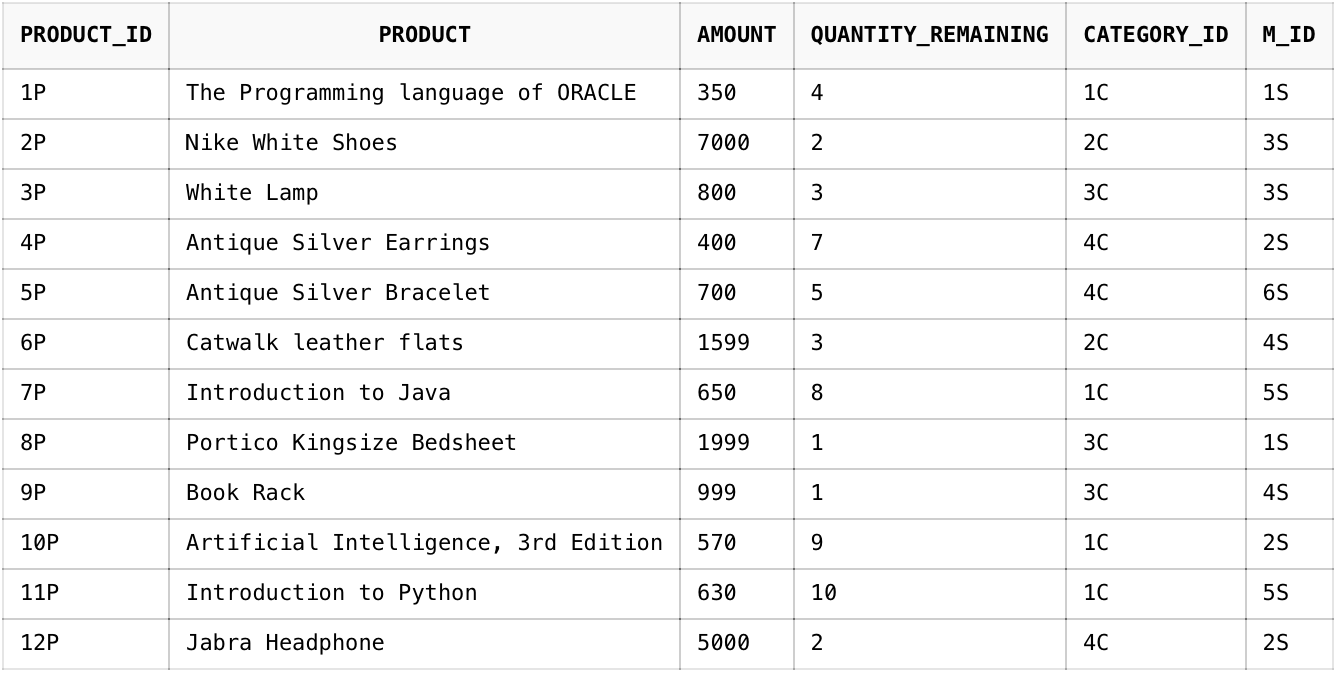 PRODUCT_ID PRODUCT AMOUNT QUANTITY_REMAINING CATEGORY_ID M_ID
1P The Programming language of ORACLE 350 4 1C 1S
2P Nike White Shoes 7000 2 2C 3S
3P White Lamp 800 3 3C 3S
4P Antique Silver Earrings 400 7 4C 2S
5P Antique Silver Bracelet 700 5 4C 6S
6P Catwalk leather flats 1599 3 2C 4S
7P Introduction to Java 650 8 1C 5S
8P Portico Kingsize Bedsheet 1999 1 3C 1S
9P Book Rack 999 1 3C 4S
10P Artificial Intelligence, 3rd Edition 570 9 1C 2S
11P Introduction to Python 630 10 1C 5S
12P Jabra Headphone 5000 2 4C 2S